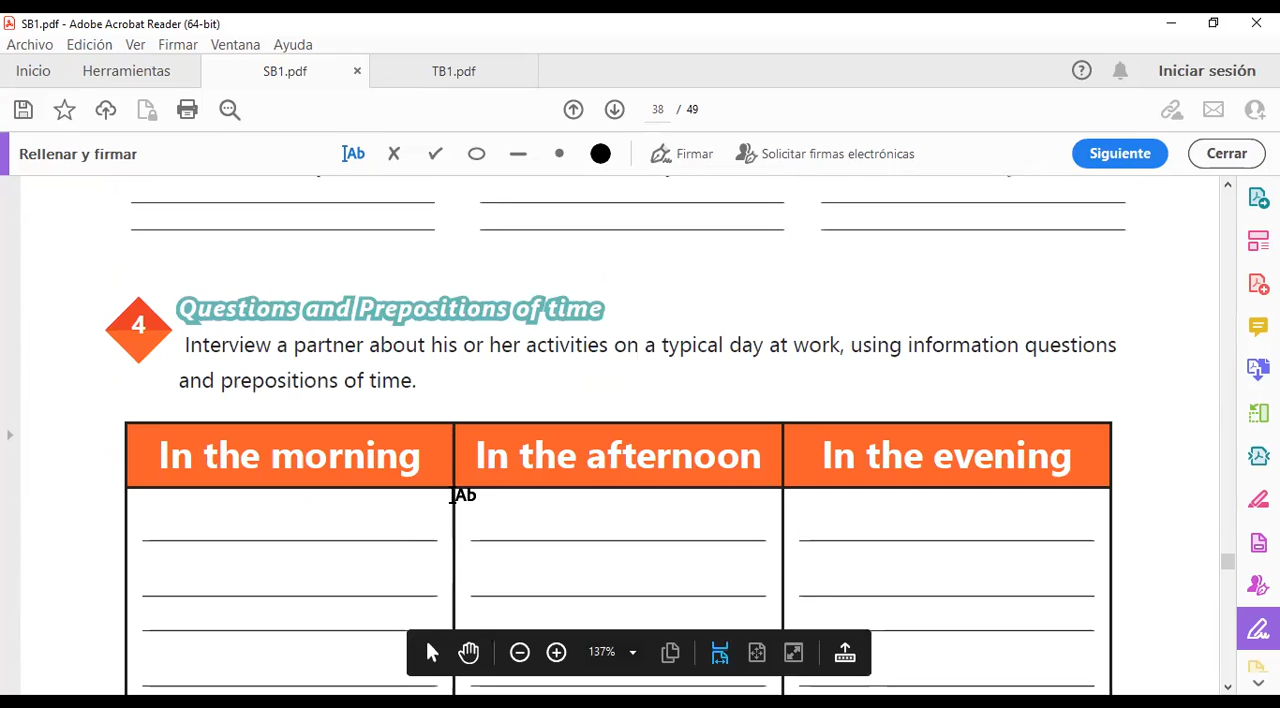 SB1.pdf - Adobe Acrobat Reader (64-bit)
Archivo Edición Ver Firmar Ventana Ayuda
Inicio Herramientas SB1.pdf × TB1.pdf Iniciar sesión
38 / 49
Rellenar y firmar Ab Firmar Solicitar firmas electrónicas Siguiente Cerrar
4 Questions and Prepositions of time
Interview a partner about his or her activities on a typical day at work, using information questions
and prepositions of time.
In the morning In the afternoon In the evening
Ab
137%